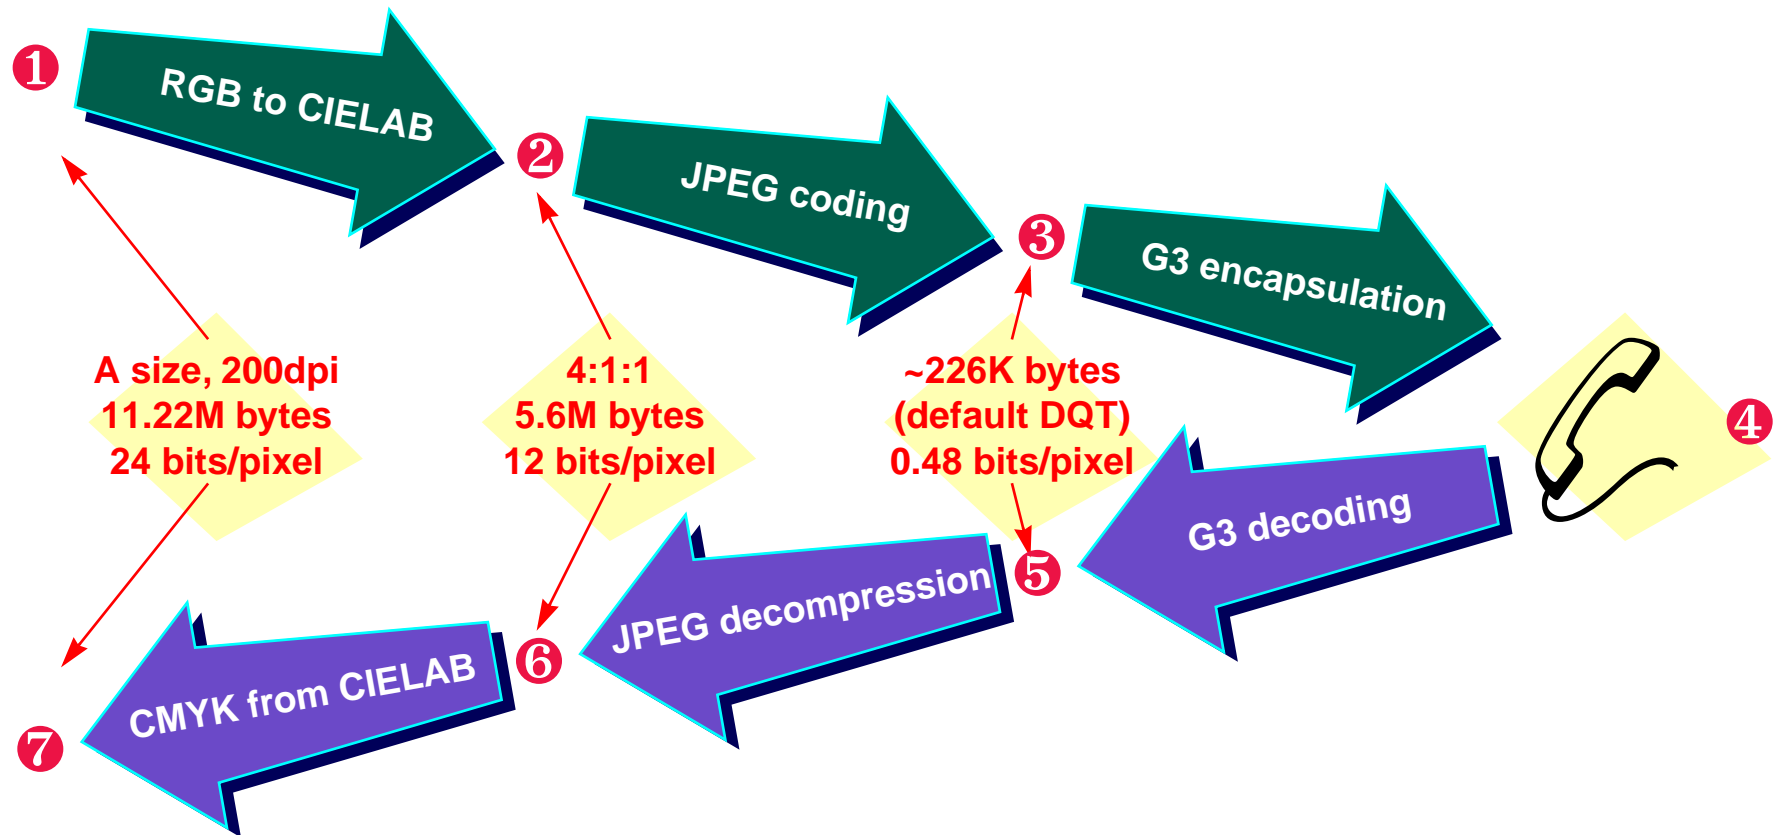 ❶
RGB to CIELAB
❷
JPEG coding
❸
G3 encapsulation
A size, 200dpi
11.22M bytes
24 bits/pixel
4:1:1
5.6M bytes
12 bits/pixel
~226K bytes
(default DQT)
0.48 bits/pixel
❹
G3 decoding
❺
JPEG decompression
❻
CMYK from CIELAB
❼